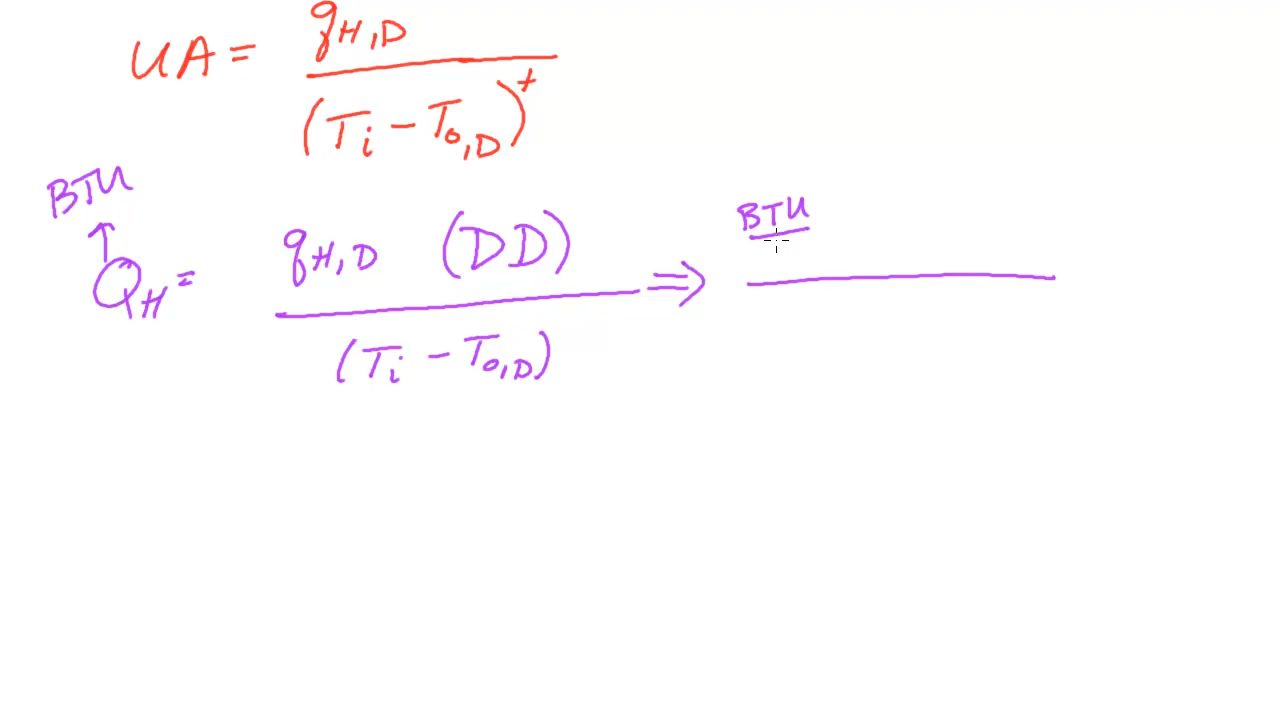 UA = q_{H,D} / (T_i - T_{o,D})^+
BTU
↑
Q_H = q_{H,D} (DD) / (T_i - T_{o,D}) ⇒ BTU